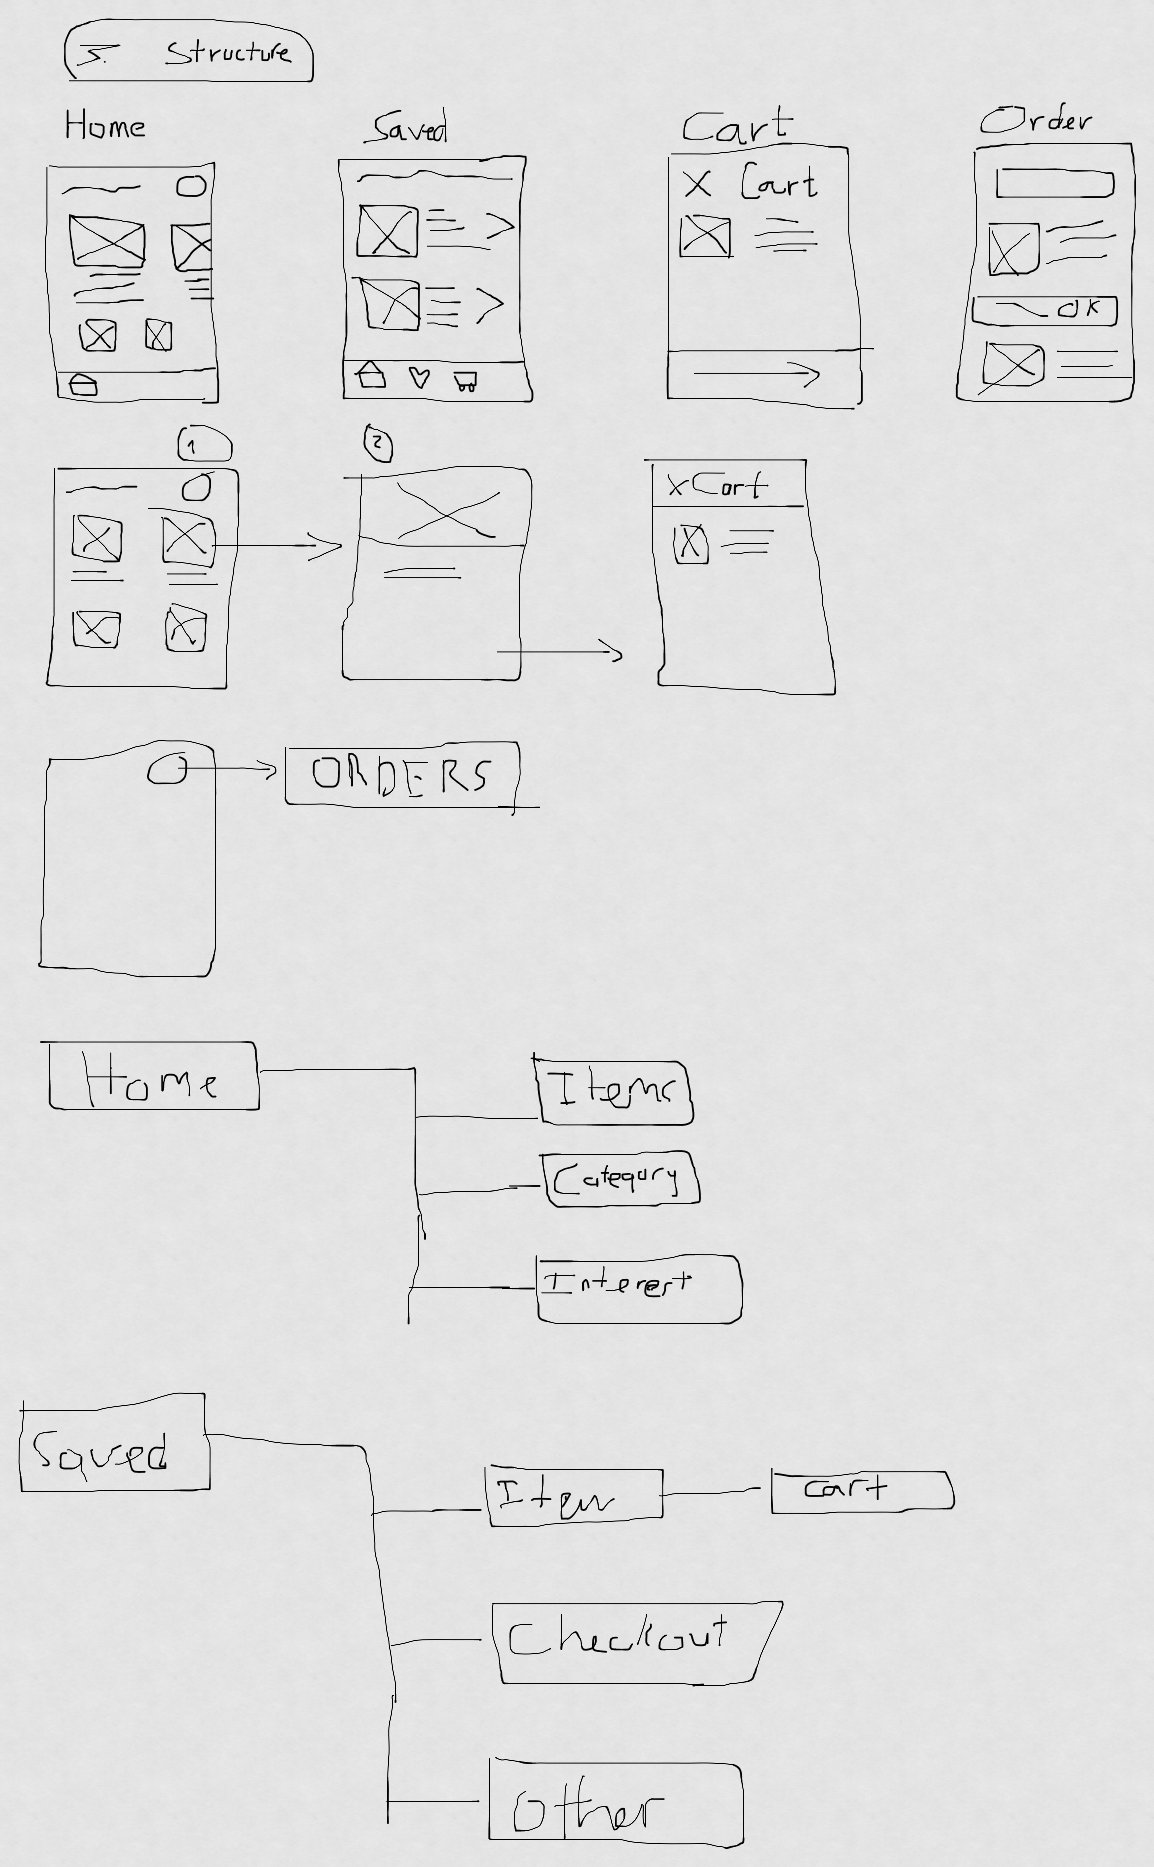 5. Structure
Home
Saved
Cart
Order
X Cart
OK
1
2
x Cart
ORDERS
Home
Items
Category
Interest
Saved
Item
Cart
Checkout
Other